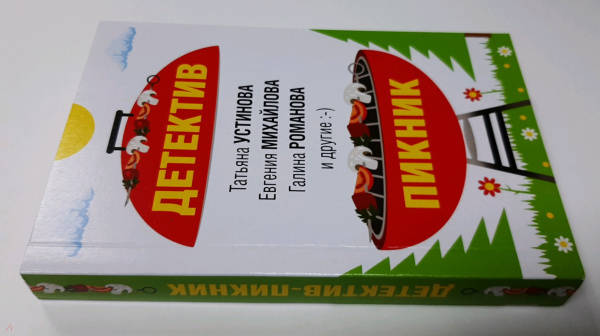 ДЕТЕКТИВ
Татьяна УСТИНОВА
Евгения МИХАЙЛОВА
Галина РОМАНОВА
и другие :-)
ПИКНИК
ДЕТЕКТИВ-ПИКНИК